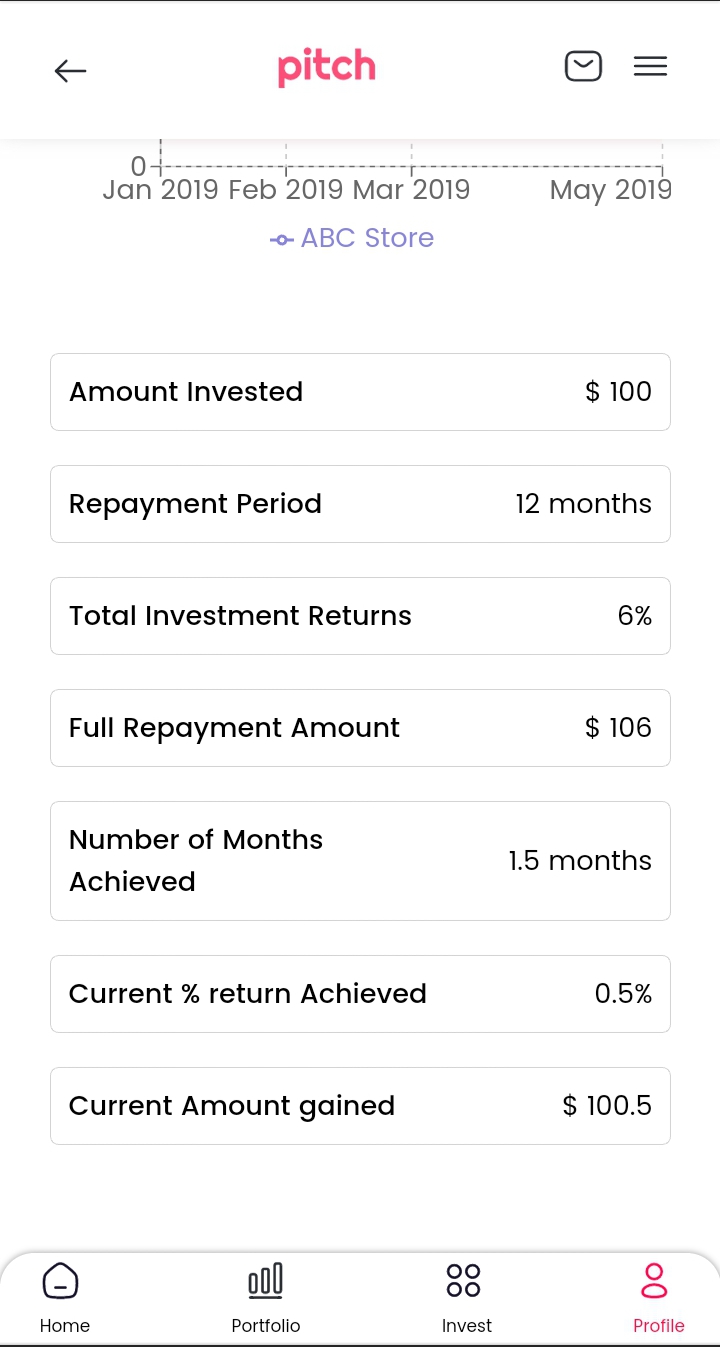 pitch
0
Jan 2019 Feb 2019 Mar 2019 May 2019
ABC Store
Amount Invested $ 100
Repayment Period 12 months
Total Investment Returns 6%
Full Repayment Amount $ 106
Number of Months
Achieved 1.5 months
Current % return Achieved 0.5%
Current Amount gained $ 100.5
Home Portfolio Invest Profile